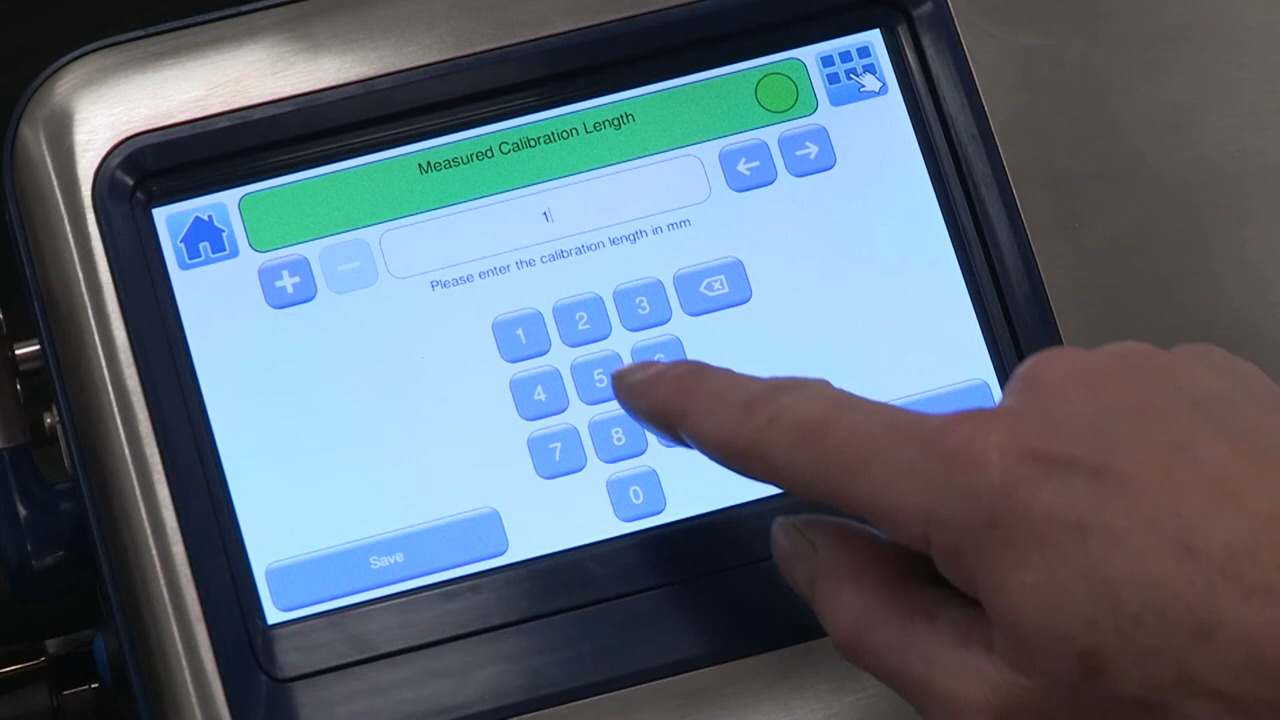 Measured Calibration Length
1
Please enter the calibration length in mm
1 2 3
4 5
7 8
0
Save